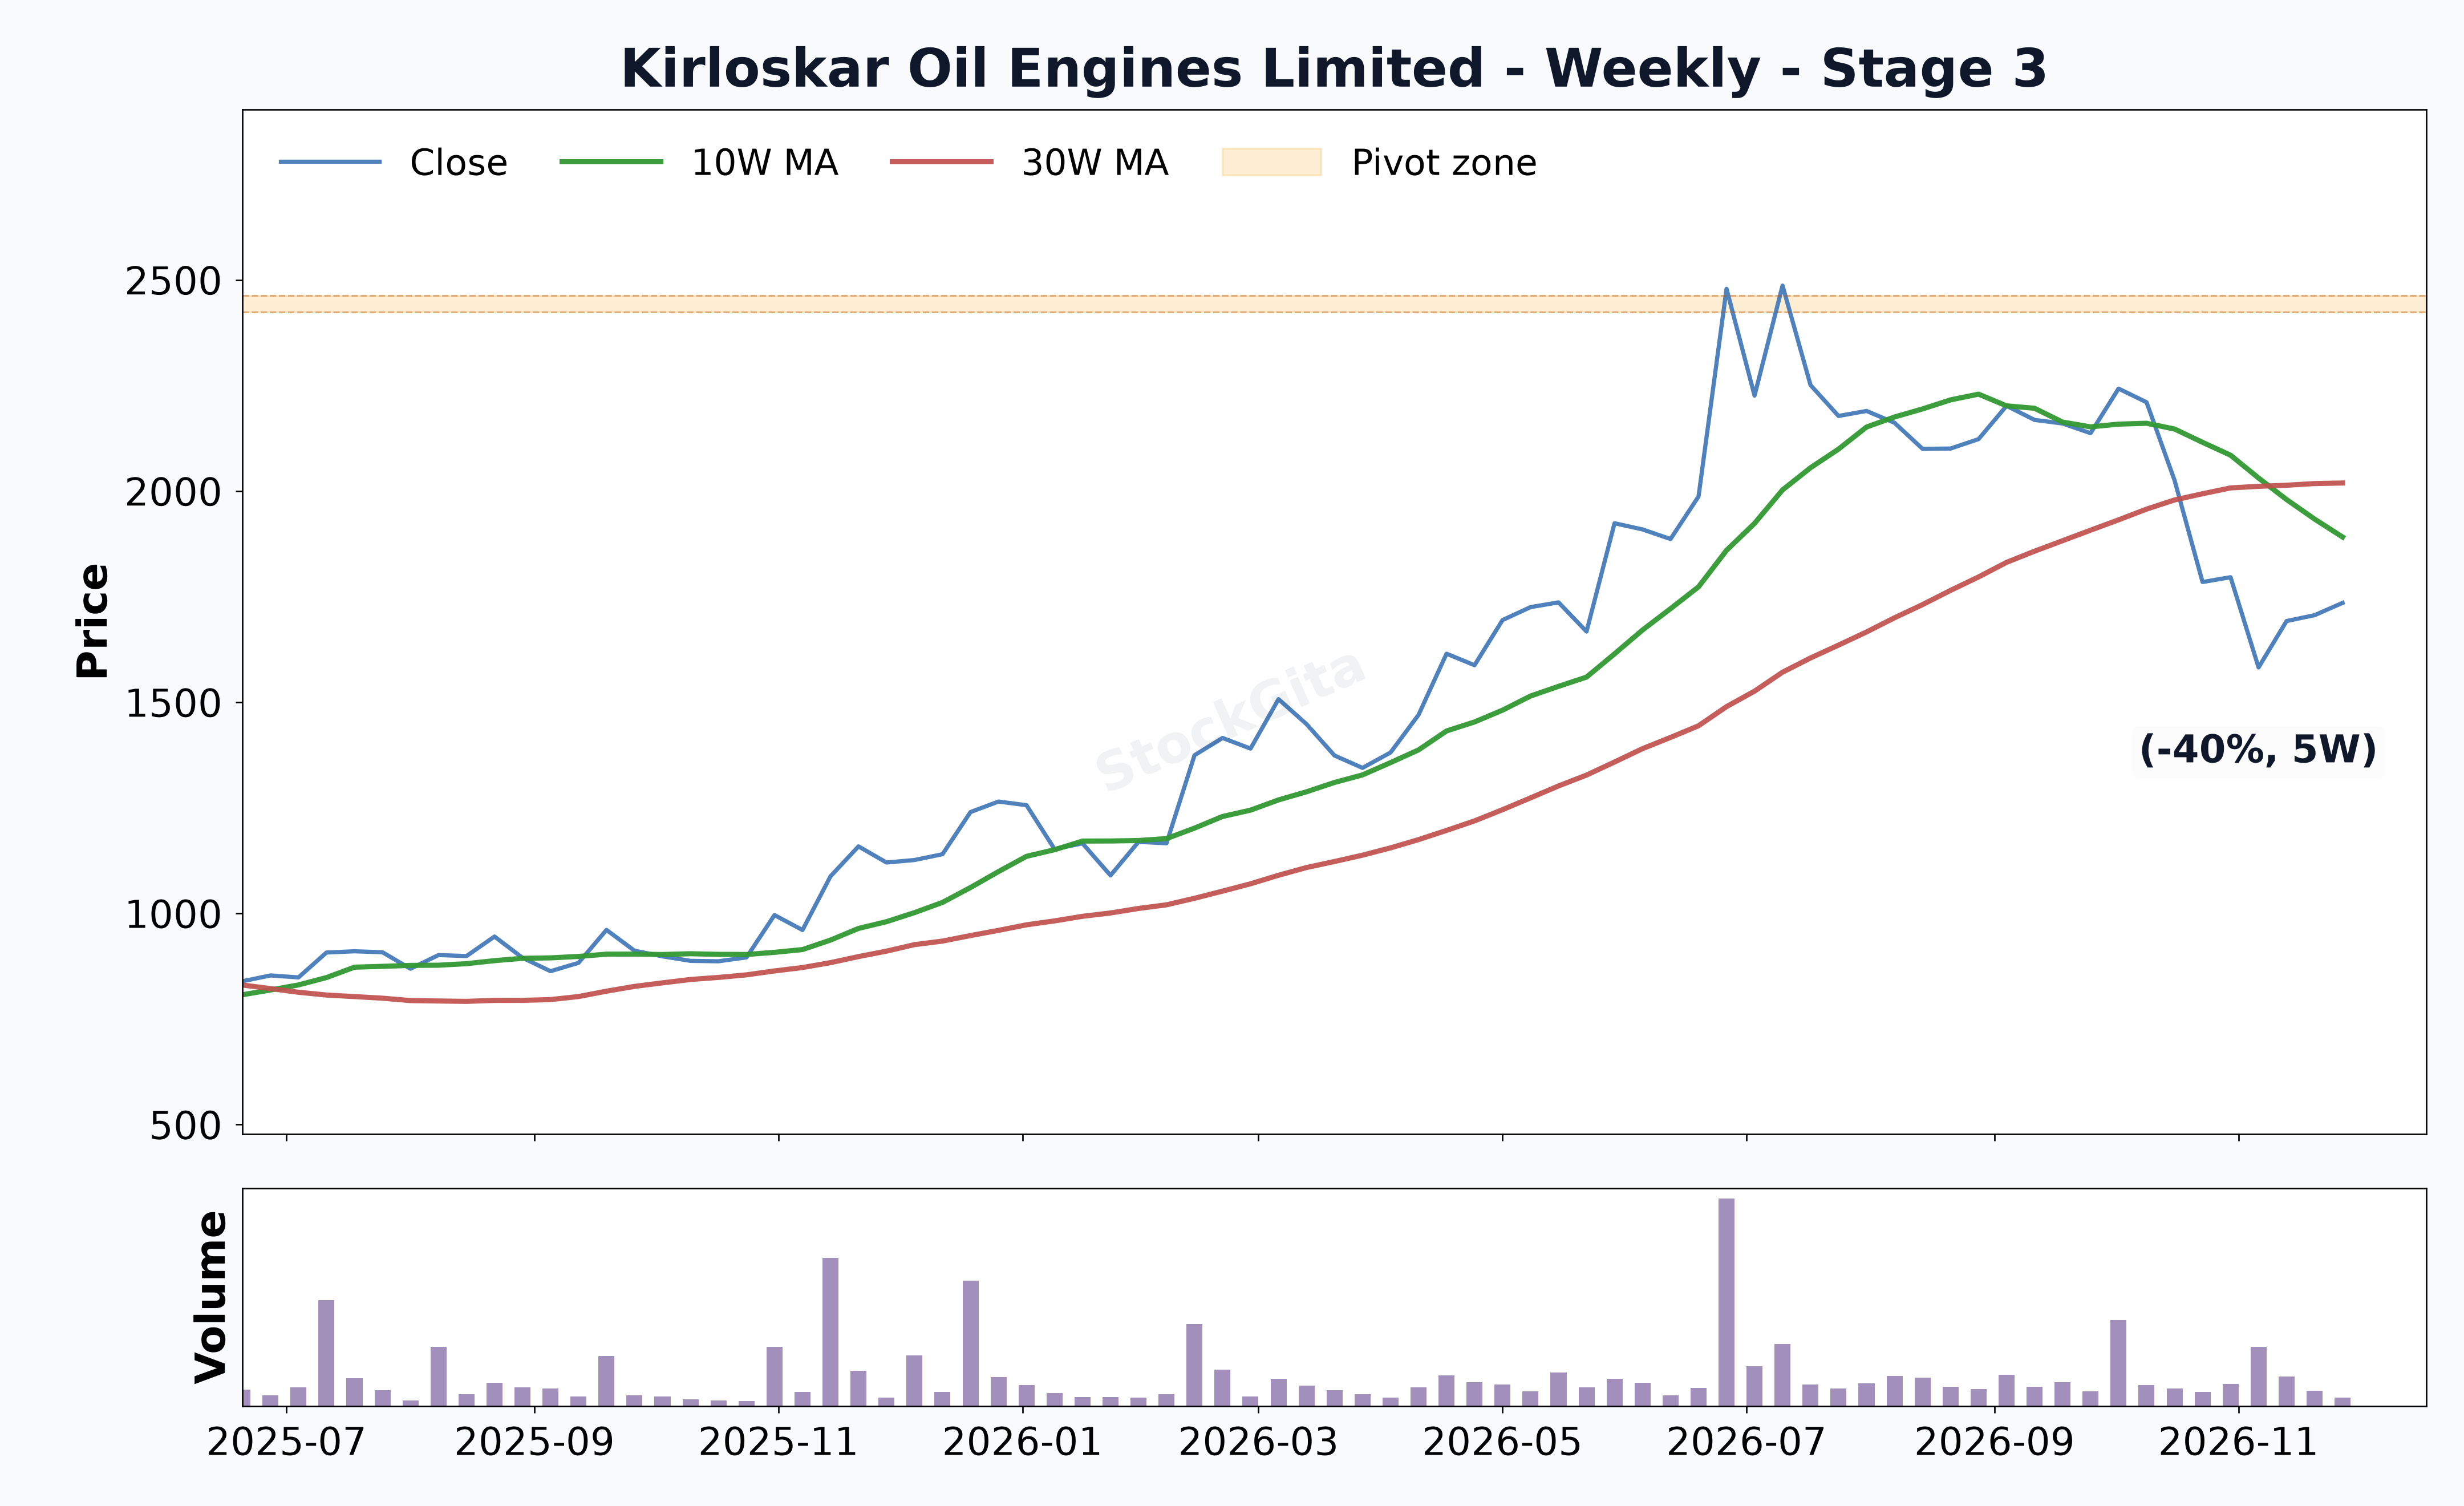 Kirloskar Oil Engines Limited - Weekly - Stage 3
Close 10W MA 30W MA Pivot zone
2500
2000
1500
1000
500
Price
StockGita
(-40%, 5W)
Volume
2025-07 2025-09 2025-11 2026-01 2026-03 2026-05 2026-07 2026-09 2026-11